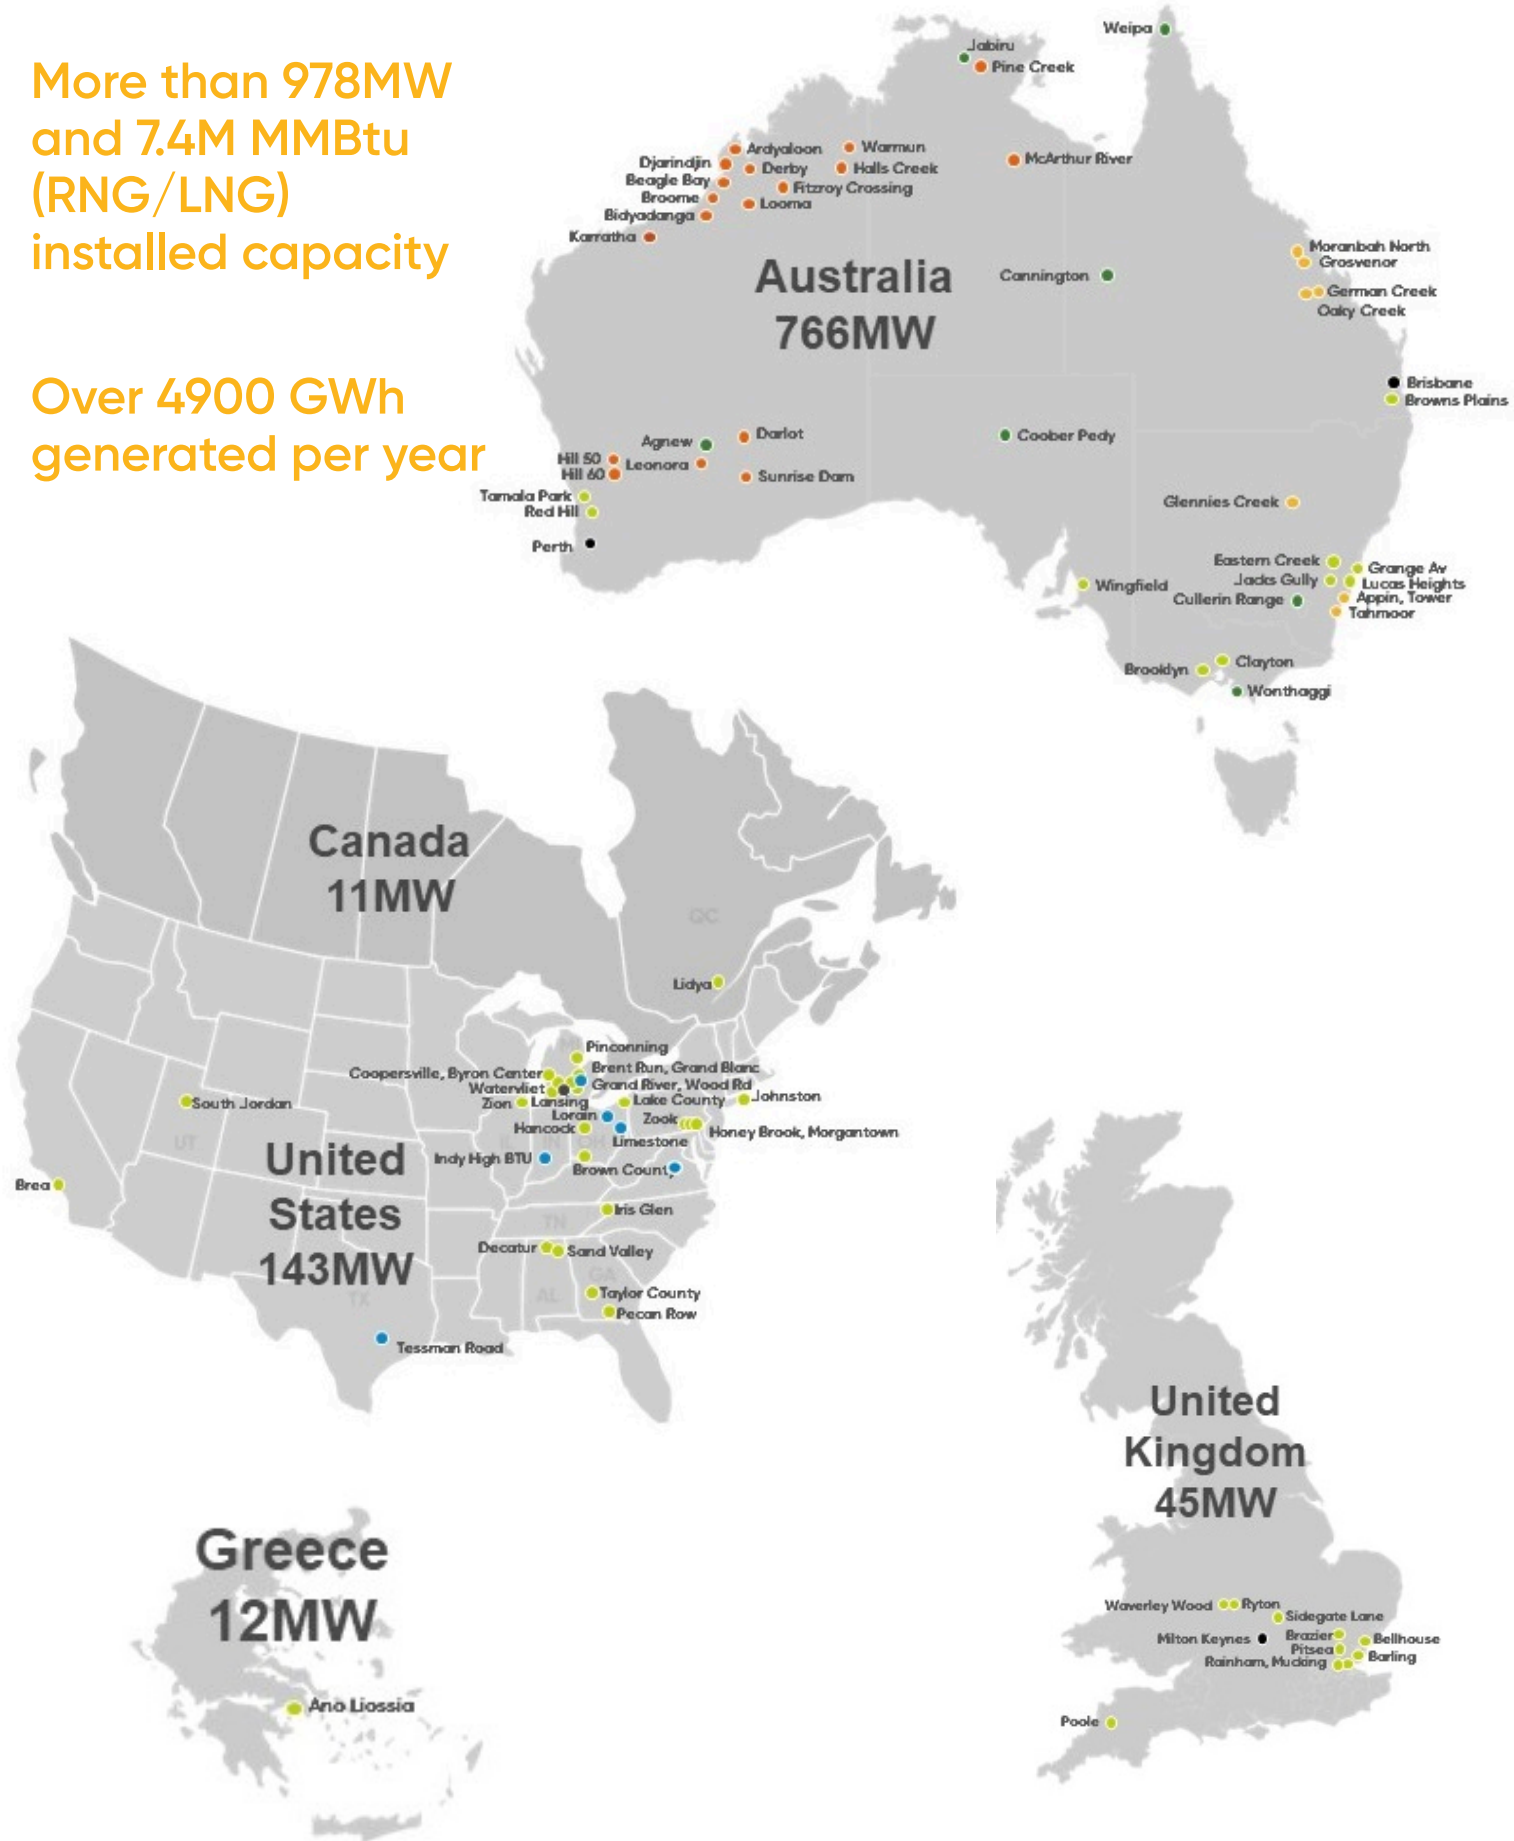 More than 978MW
and 7.4M MMBtu
(RNG/LNG)
installed capacity
Over 4900 GWh
generated per year
Weipa
Jabiru
Pine Creek
Ardyaloon
Warmun
Djarindjin
Derby
Halls Creek
McArthur River
Beagle Bay
Fitzroy Crossing
Broome
Looma
Bidyadanga
Karratha
Moranbah North
Grosvenor
Australia
766MW
Cannington
German Creek
Oaky Creek
Brisbane
Browns Plains
Agnew
Darlot
Coober Pedy
Hill 50
Leonora
Hill 60
Sunrise Dam
Tamala Park
Red Hill
Glennies Creek
Perth
Eastern Creek
Grange Av
Jacks Gully
Lucas Heights
Wingfield
Cullerin Range
Appin, Tower
Tahmoor
Brooklyn
Clayton
Wonthaggi
Canada
11MW
QC
Lidya
MI
Pinconning
Coopersville, Byron Center
Brent Run, Grand Blanc
Watervliet
Grand River, Wood Rd
Zion
Lansing
Lake County
Johnston
South Jordan
Lorain
Zook
Hancock
Honey Brook, Morgantown
Limestone
UT
IL
IN
OH
Indy High BTU
Brown County
United
States
143MW
Brea
Iris Glen
TN
Decatur
Sand Valley
GA
AL
TX
Taylor County
Pecan Row
Tessman Road
United
Kingdom
45MW
Greece
12MW
Waverley Wood
Ryton
Sidegate Lane
Milton Keynes
Brazier
Bellhouse
Pitsea
Barling
Rainham, Mucking
Ano Liossia
Poole